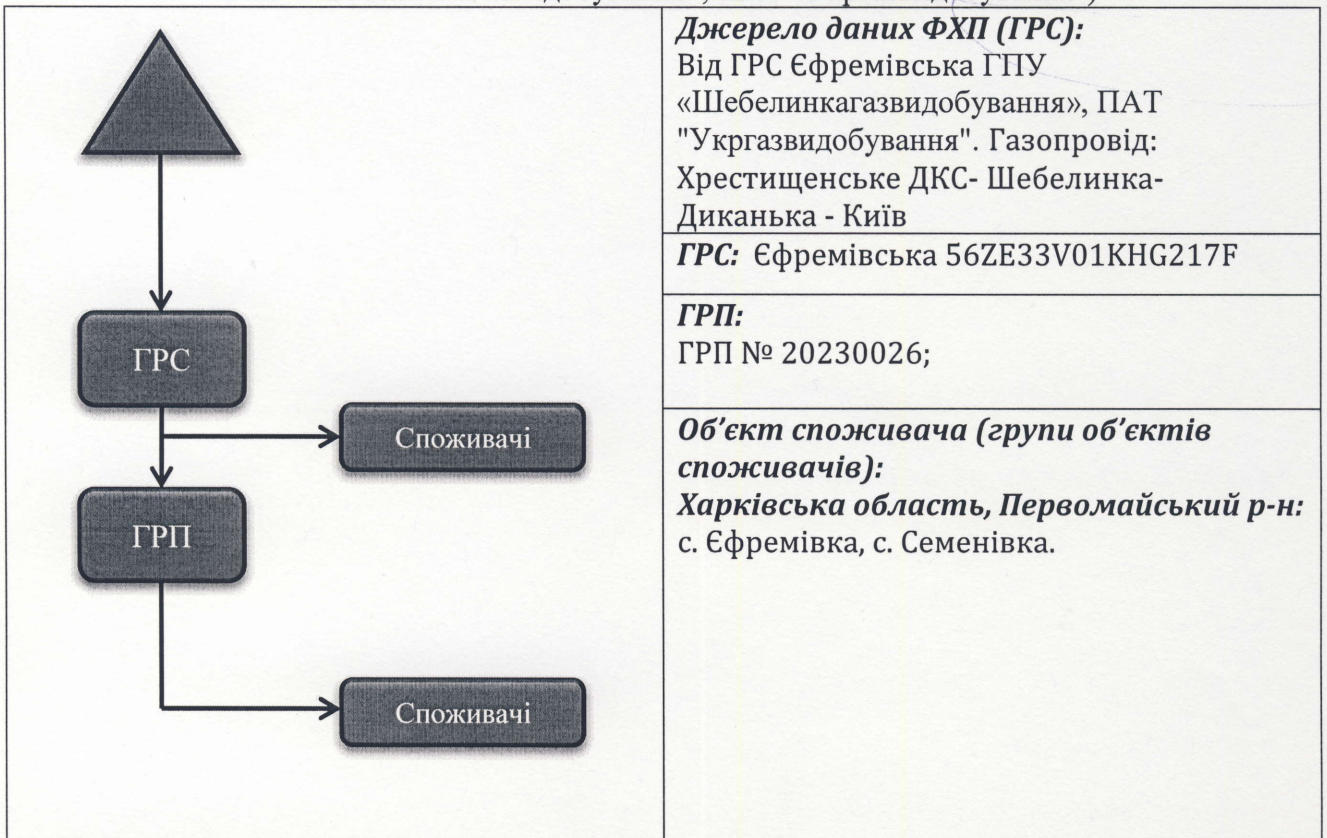 Джерело даних ФХП (ГРС):
Від ГРС Єфремівська ГПУ
«Шебелинкагазвидобування», ПАТ
"Укргазвидобування". Газопровід:
Хрестищенське ДКС- Шебелинка-
Диканька - Київ
ГРС: Єфремівська 56ZE33V01KHG217F
ГРП:
ГРП № 20230026;
Об'єкт споживача (групи об'єктів
споживачів):
Харківська область, Первомайський р-н:
с. Єфремівка, с. Семенівка.
ГРС
Споживачі
ГРП
Споживачі